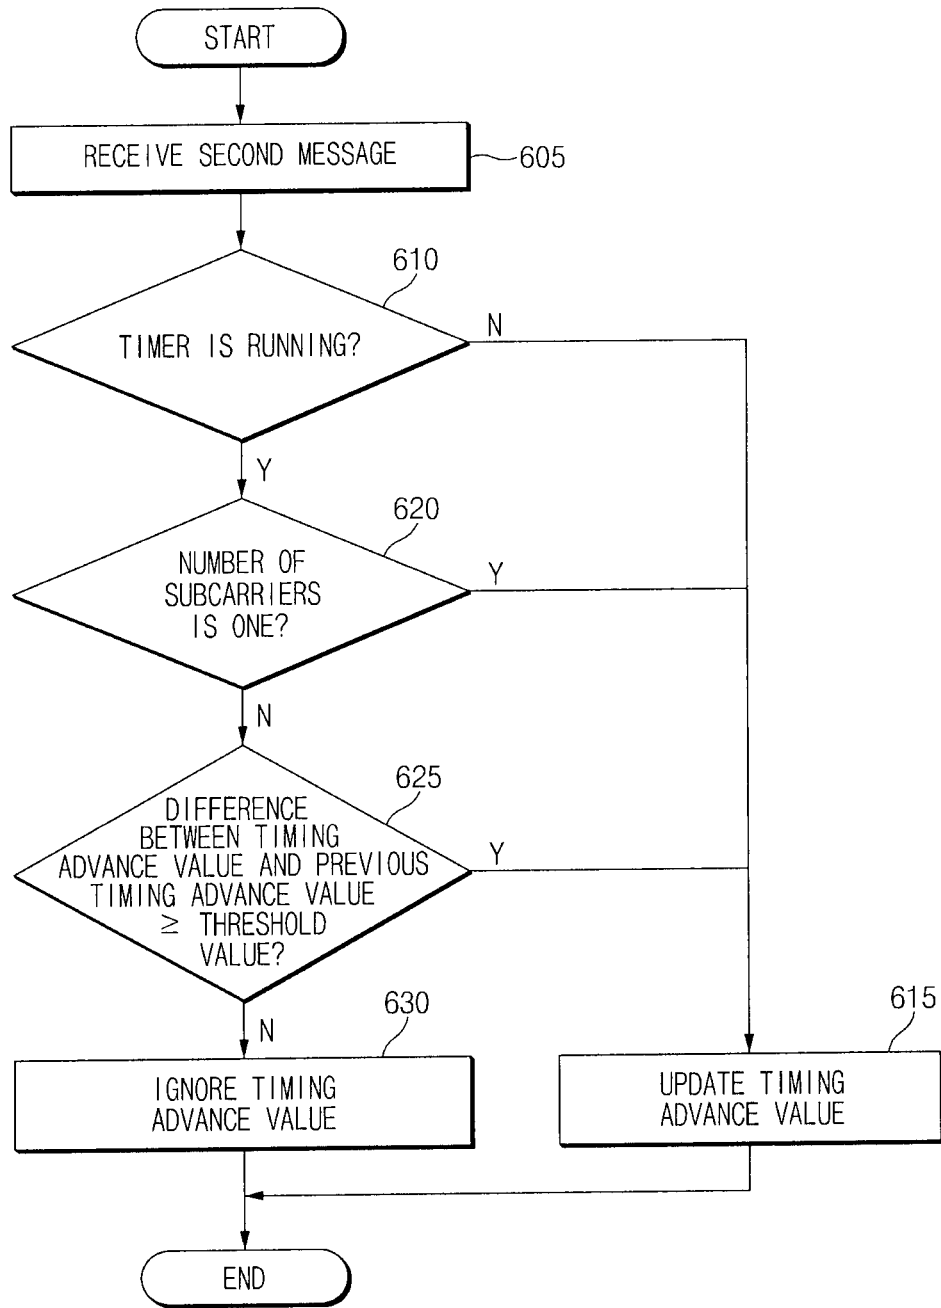 START
RECEIVE SECOND MESSAGE
605
610
TIMER IS RUNNING?
N
Y
620
NUMBER OF
SUBCARRIERS
IS ONE?
Y
N
625
DIFFERENCE
BETWEEN TIMING
ADVANCE VALUE AND PREVIOUS
TIMING ADVANCE VALUE
≥ THRESHOLD
VALUE?
Y
N
630
IGNORE TIMING
ADVANCE VALUE
615
UPDATE TIMING
ADVANCE VALUE
END